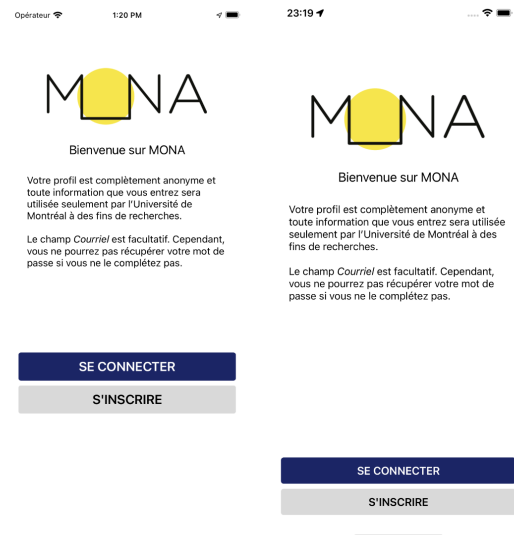 Opérateur 1:20 PM
MONA
Bienvenue sur MONA
Votre profil est complètement anonyme et
toute information que vous entrez sera
utilisée seulement par l'Université de
Montréal à des fins de recherches.
Le champ Courriel est facultatif. Cependant,
vous ne pourrez pas récupérer votre mot de
passe si vous ne le complétez pas.
SE CONNECTER
S'INSCRIRE
23:19
MONA
Bienvenue sur MONA
Votre profil est complètement anonyme et
toute information que vous entrez sera utilisée
seulement par l'Université de Montréal à des
fins de recherches.
Le champ Courriel est facultatif. Cependant,
vous ne pourrez pas récupérer votre mot de
passe si vous ne le complétez pas.
SE CONNECTER
S'INSCRIRE